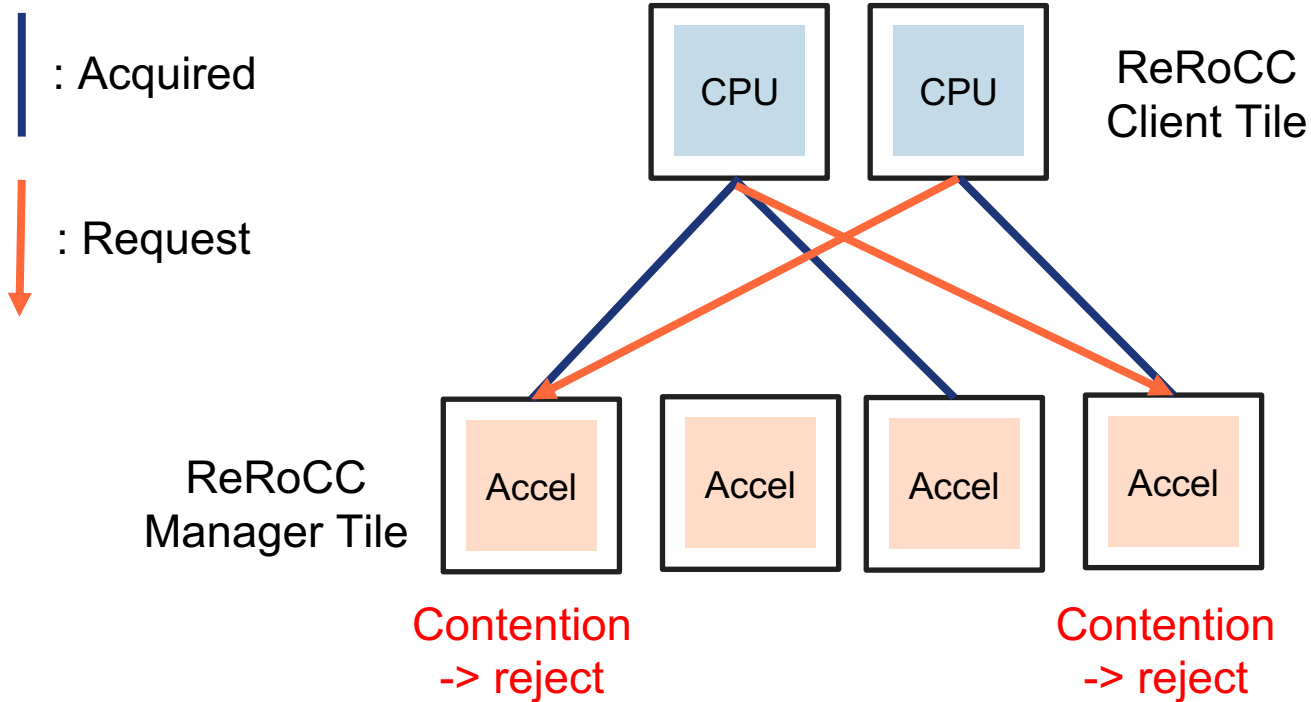 : Acquired
: Request
CPU
CPU
ReRoCC
Client Tile
ReRoCC
Manager Tile
Accel
Accel
Accel
Accel
Contention
-> reject
Contention
-> reject